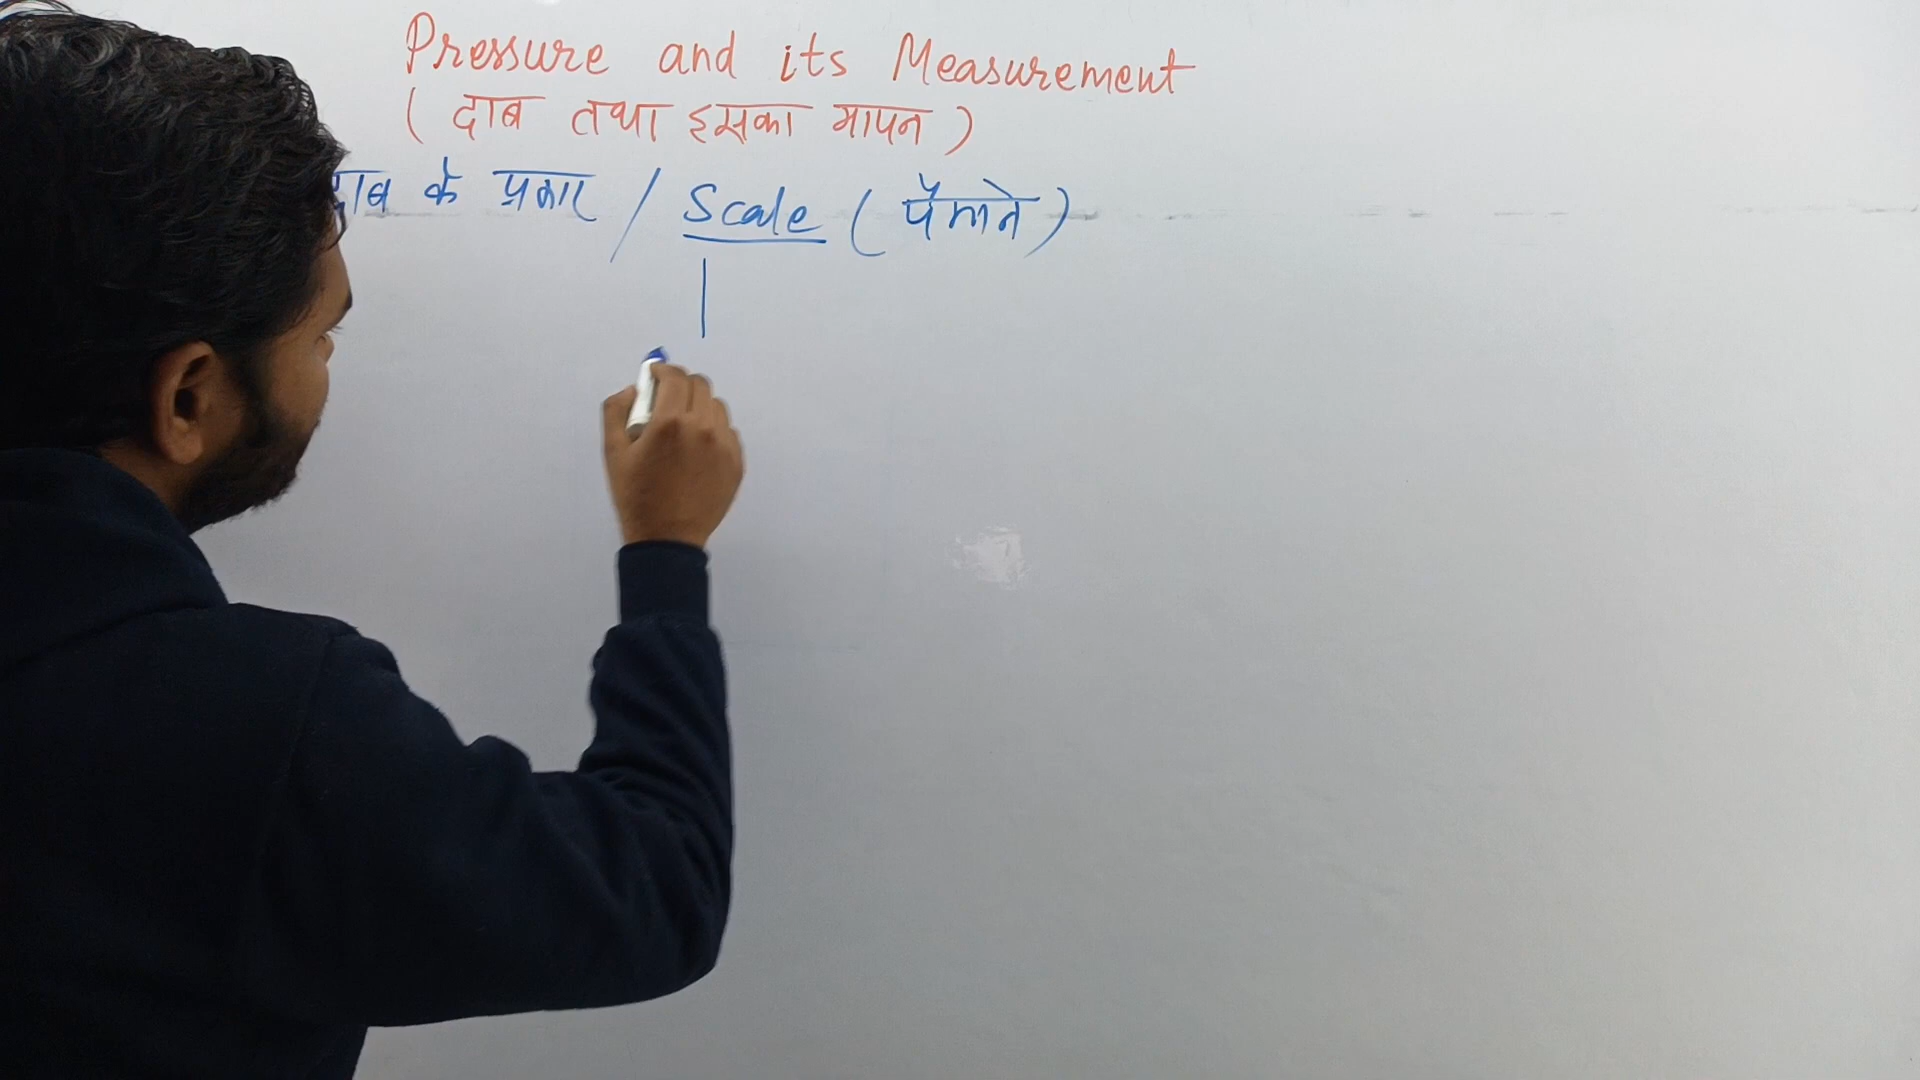 Pressure and its Measurement
( दाब तथा इसका मापन )
दाब के प्रकार / Scale ( पैमाने )